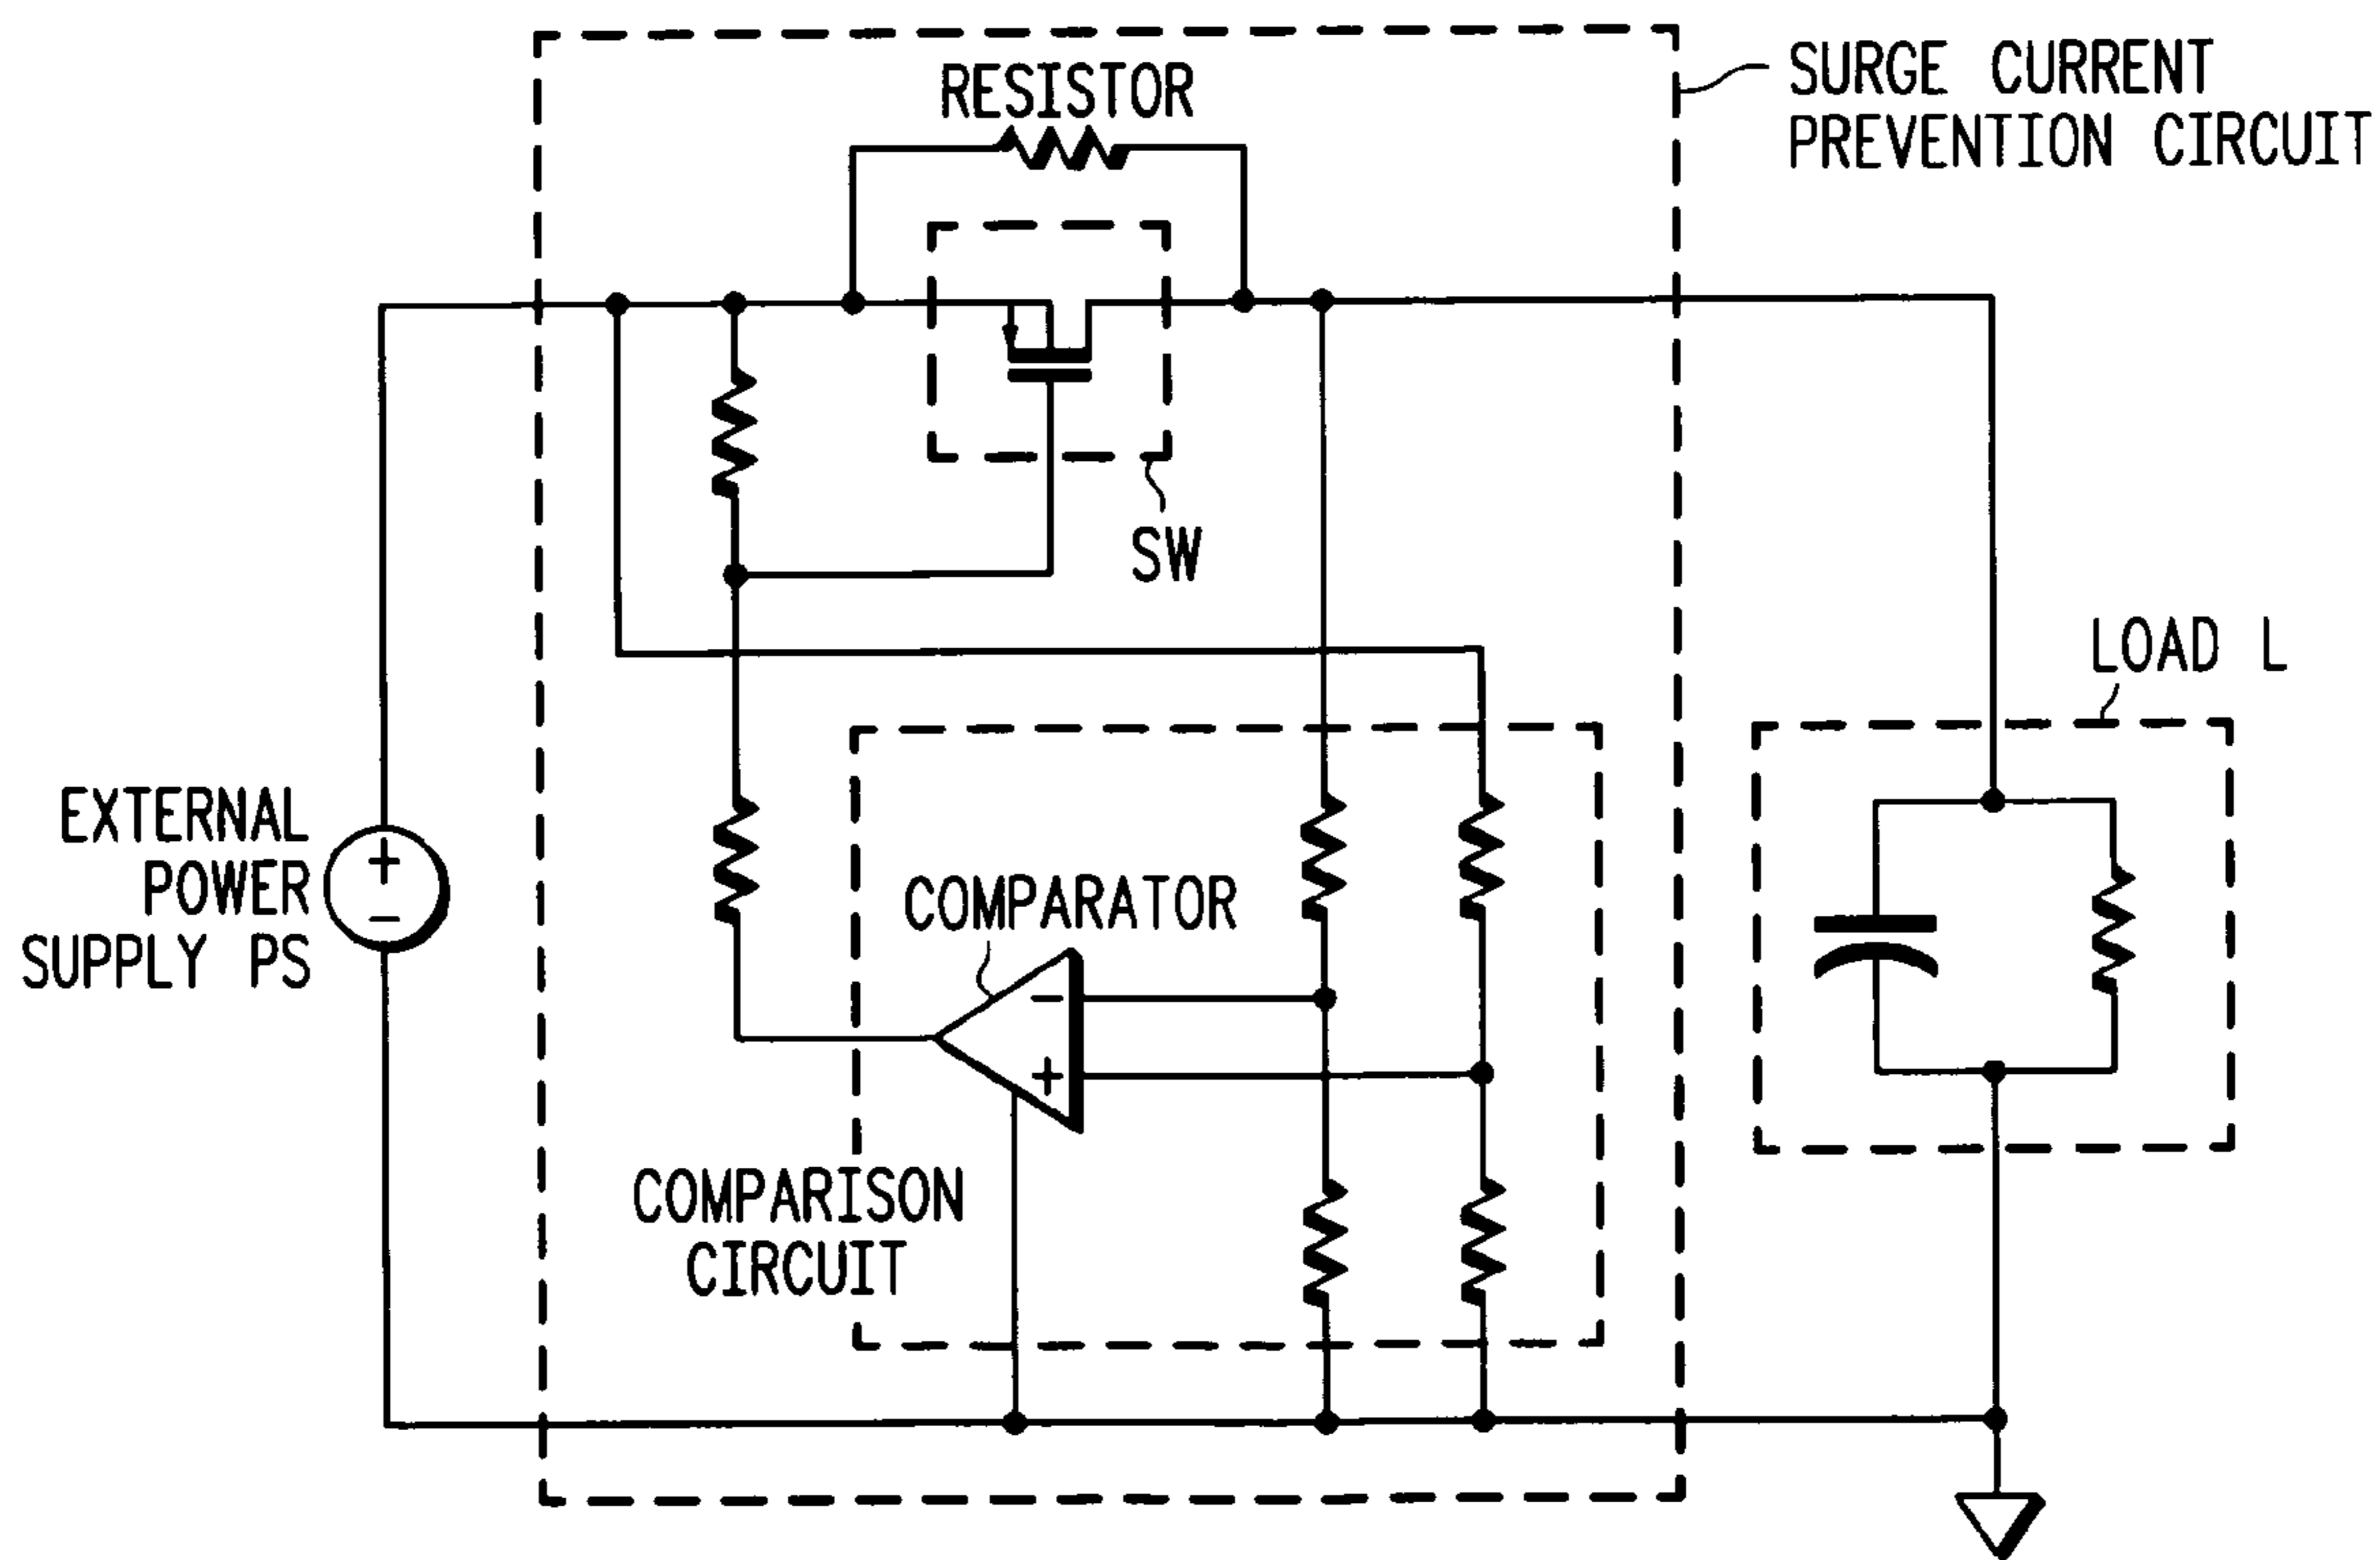 SURGE CURRENT
PREVENTION CIRCUIT
RESISTOR
SW
LOAD L
EXTERNAL
POWER
SUPPLY PS
+
−
COMPARATOR
−
+
COMPARISON
CIRCUIT